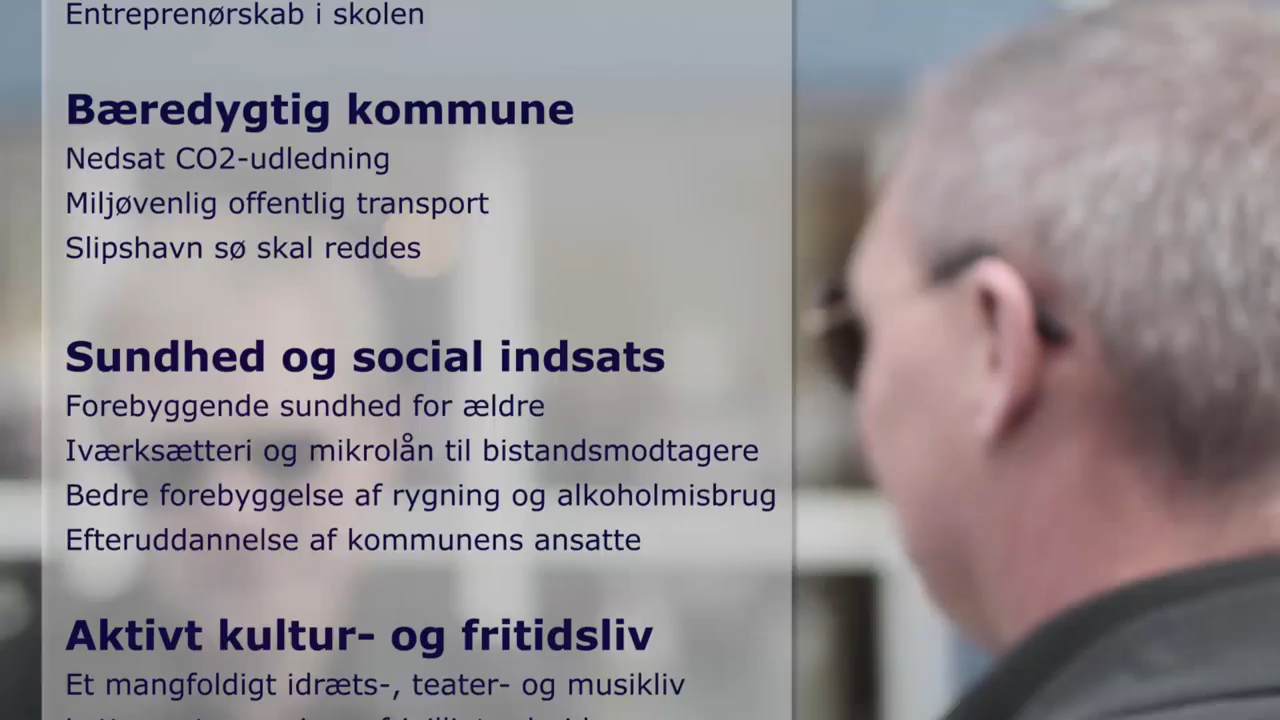 Entreprenørskab i skolen
Bæredygtig kommune
Nedsat CO2-udledning
Miljøvenlig offentlig transport
Slipshavn sø skal reddes
Sundhed og social indsats
Forebyggende sundhed for ældre
Iværksætteri og mikrolån til bistandsmodtagere
Bedre forebyggelse af rygning og alkoholmisbrug
Efteruddannelse af kommunens ansatte
Aktivt kultur- og fritidsliv
Et mangfoldigt idræts-, teater- og musikliv